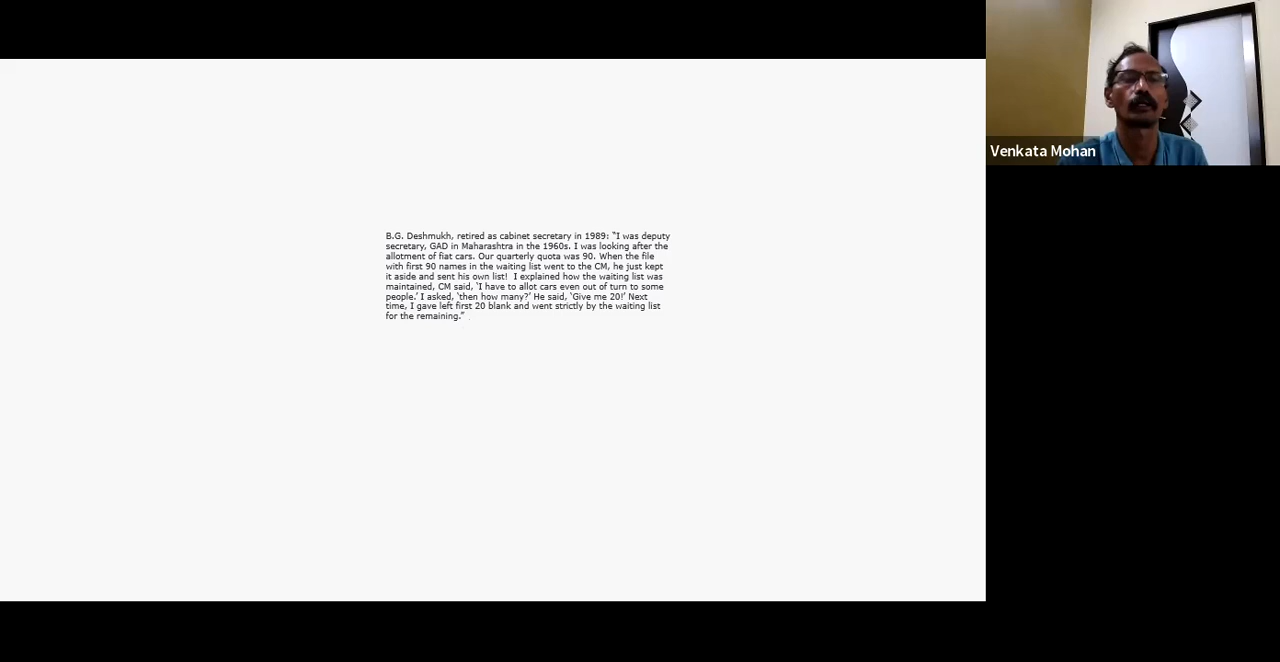 B.G. Deshmukh, retired as cabinet secretary in 1989: “I was deputy
secretary, GAD in Maharashtra in the 1960s. I was looking after the
allotment of fiat cars. Our quarterly quota was 90. When the file
with first 90 names in the waiting list went to the CM, he just kept
it aside and sent his own list!  I explained how the waiting list was
maintained, CM said, ‘I have to allot cars even out of turn to some
people.’ I asked, ‘then how many?’ He said, ‘Give me 20!’ Next
time, I gave left first 20 blank and went strictly by the waiting list
for the remaining.”
Venkata Mohan